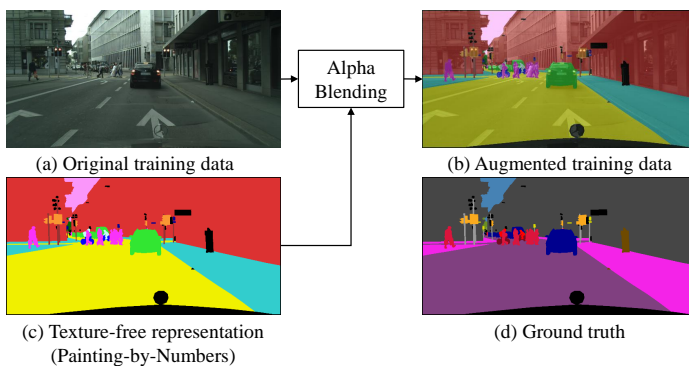 Alpha
Blending
(a) Original training data
(b) Augmented training data
(c) Texture-free representation
(Painting-by-Numbers)
(d) Ground truth